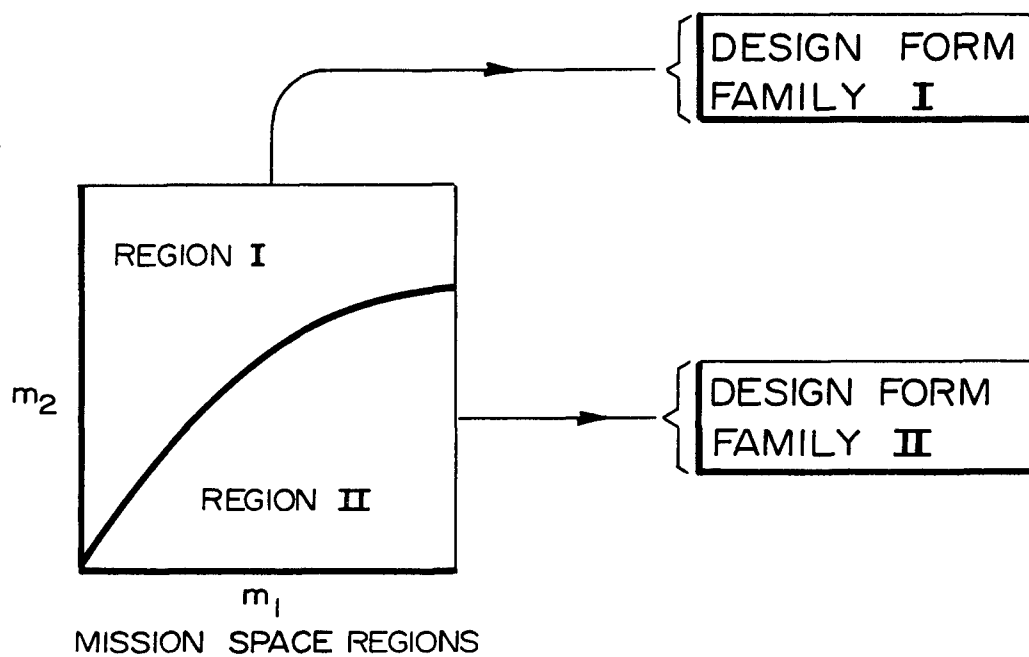 DESIGN FORM
FAMILY I
REGION I
m2
DESIGN FORM
FAMILY II
REGION II
m1
MISSION SPACE REGIONS